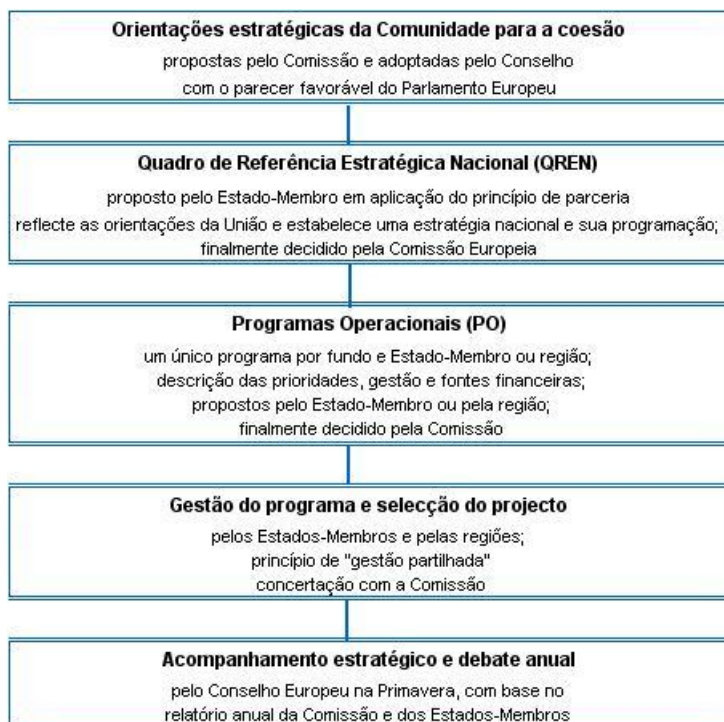 Orientações estratégicas da Comunidade para a coesão
propostas pelo Comissão e adoptadas pelo Conselho
com o parecer favorável do Parlamento Europeu
Quadro de Referência Estratégica Nacional (QREN)
proposto pelo Estado-Membro em aplicação do princípio de parceria
reflecte as orientações da União e estabelece uma estratégia nacional e sua programação;
finalmente decidido pela Comissão Europeia
Programas Operacionais (PO)
um único programa por fundo e Estado-Membro ou região;
descrição das prioridades, gestão e fontes financeiras;
propostos pelo Estado-Membro ou pela região;
finalmente decidido pela Comissão
Gestão do programa e selecção do projecto
pelos Estados-Membros e pelas regiões;
princípio de "gestão partilhada"
concertação com a Comissão
Acompanhamento estratégico e debate anual
pelo Conselho Europeu na Primavera, com base no
relatório anual da Comissão e dos Estados-Membros